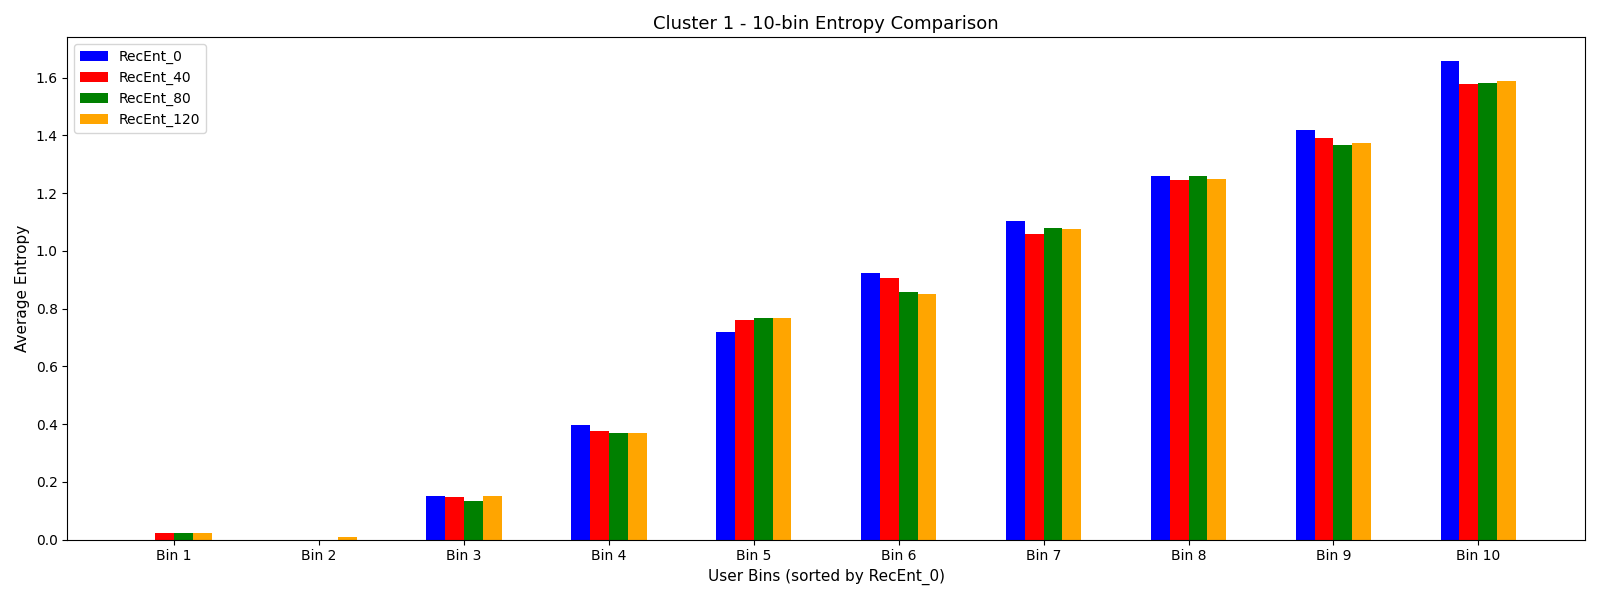 Cluster 1 - 10-bin Entropy Comparison
RecEnt_0
RecEnt_40
RecEnt_80
RecEnt_120
Average Entropy
1.6
1.4
1.2
1.0
0.8
0.6
0.4
0.2
0.0
Bin 1 Bin 2 Bin 3 Bin 4 Bin 5 Bin 6 Bin 7 Bin 8 Bin 9 Bin 10
User Bins (sorted by RecEnt_0)